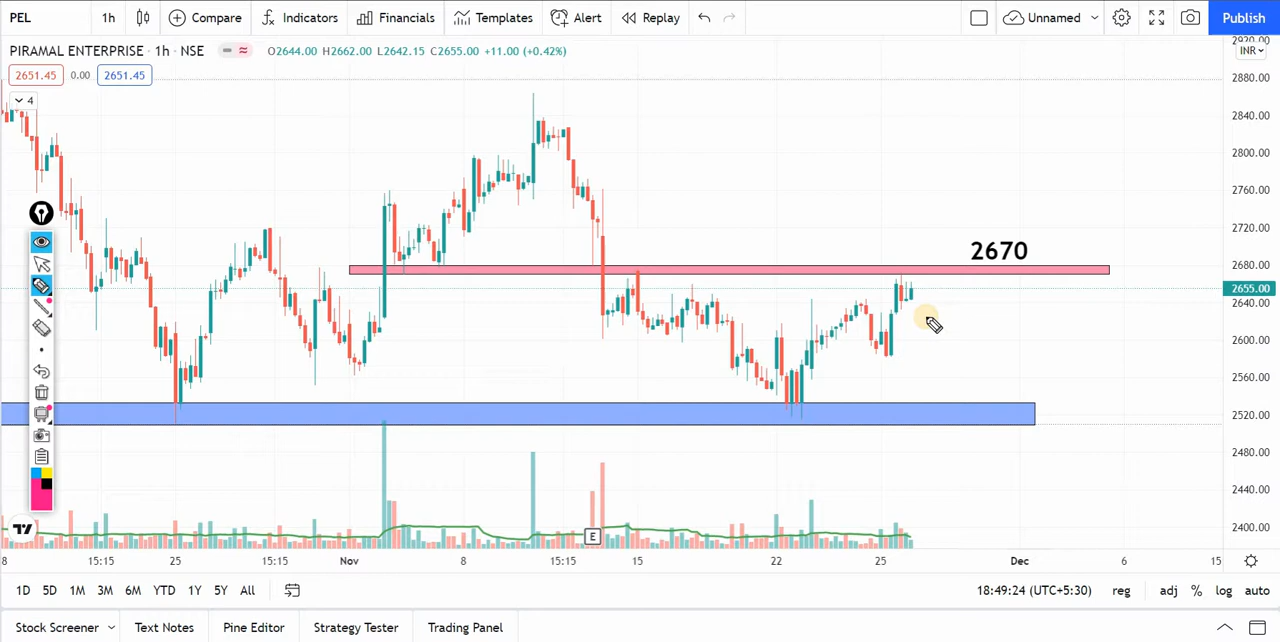 PEL 1h Compare Indicators Financials Templates Alert Replay Unnamed Publish
PIRAMAL ENTERPRISE · 1h · NSE O2644.00 H2662.00 L2642.15 C2655.00 +11.00 (+0.42%)
2651.45 0.00 2651.45
4
2920.00
INR
2880.00
2840.00
2800.00
2760.00
2720.00
2670
2680.00
2655.00
2640.00
2600.00
2560.00
2520.00
2480.00
2440.00
2400.00
E
8 15:15 25 15:15 Nov 8 15:15 15 22 25 Dec 6 15
1D 5D 1M 3M 6M YTD 1Y 5Y All 18:49:24 (UTC+5:30) reg adj % log auto
Stock Screener Text Notes Pine Editor Strategy Tester Trading Panel